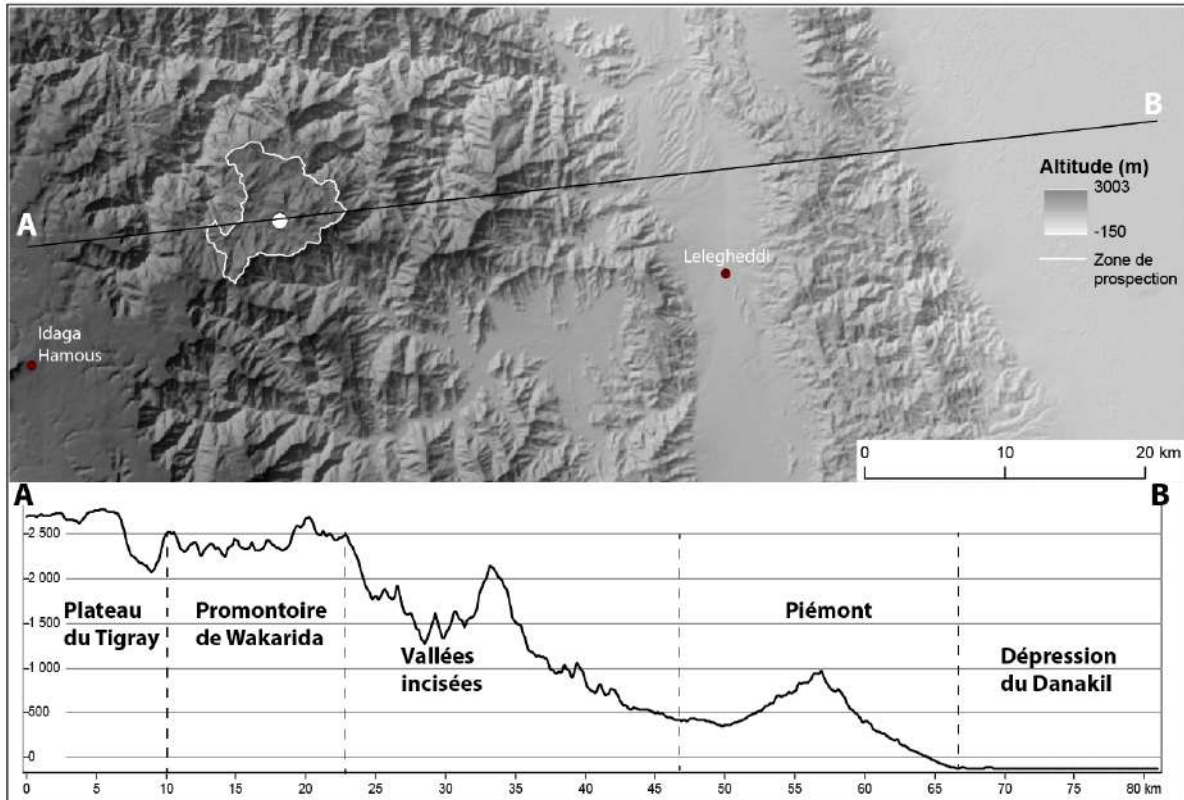 A
B
Altitude (m)
3003
-150
Zone de
prospection
Lelegheddi
Idaga
Hamous
0 10 20 km
A
B
2 500
2 000
1 500
1 000
500
0
Plateau
du Tigray
Promontoire
de Wakarida
Vallées
incisées
Piémont
Dépression
du Danakil
0 5 10 15 20 25 30 35 40 45 50 55 60 65 70 75 80 km